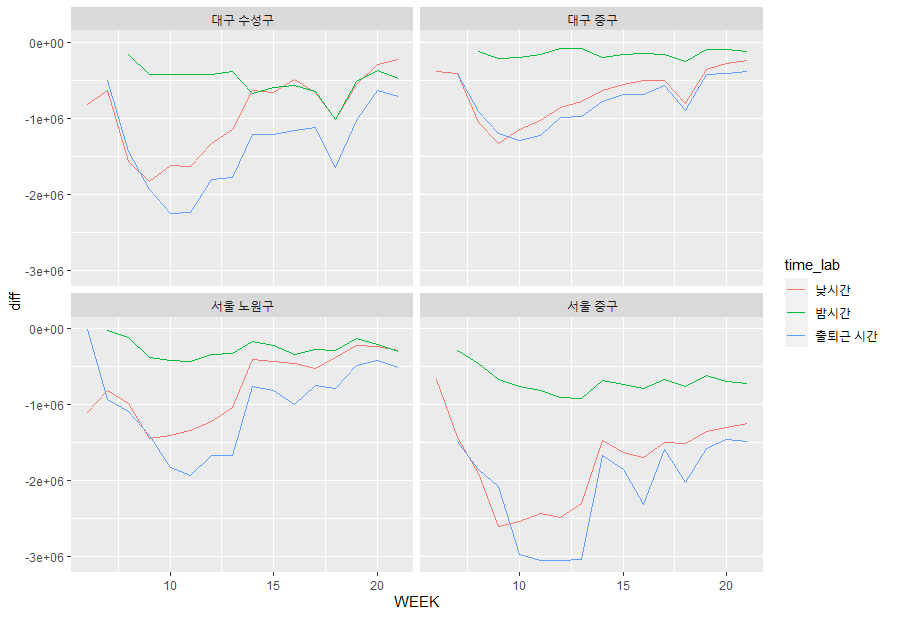 대구 수성구
대구 중구
0e+00
-1e+06
-2e+06
-3e+06
서울 노원구
서울 중구
0e+00
-1e+06
-2e+06
-3e+06
diff
10
15
20
10
15
20
WEEK
time_lab
낮시간
밤시간
출퇴근 시간